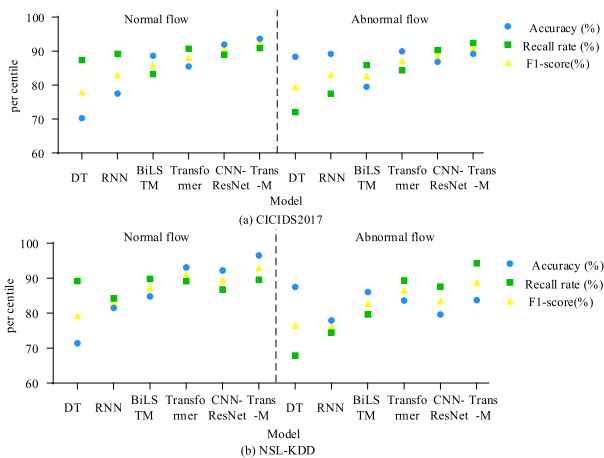 Normal flow
Abnormal flow
100
90
80
70
60
per centile
Accuracy (%)
Recall rate (%)
F1-score(%)
DT
RNN
BiLS
TM
Transfo
rmer
CNN-
ResNet
Trans
-M
DT
RNN
BiLS
TM
Transfo
rmer
CNN-
ResNet
Trans
-M
Model
(a) CICIDS2017
Normal flow
Abnormal flow
100
90
80
70
60
per centile
Accuracy (%)
Recall rate (%)
F1-score(%)
DT
RNN
BiLS
TM
Transfo
rmer
CNN-
ResNet
Trans
-M
DT
RNN
BiLS
TM
Transfo
rmer
CNN-
ResNet
Trans
-M
Model
(b) NSL-KDD